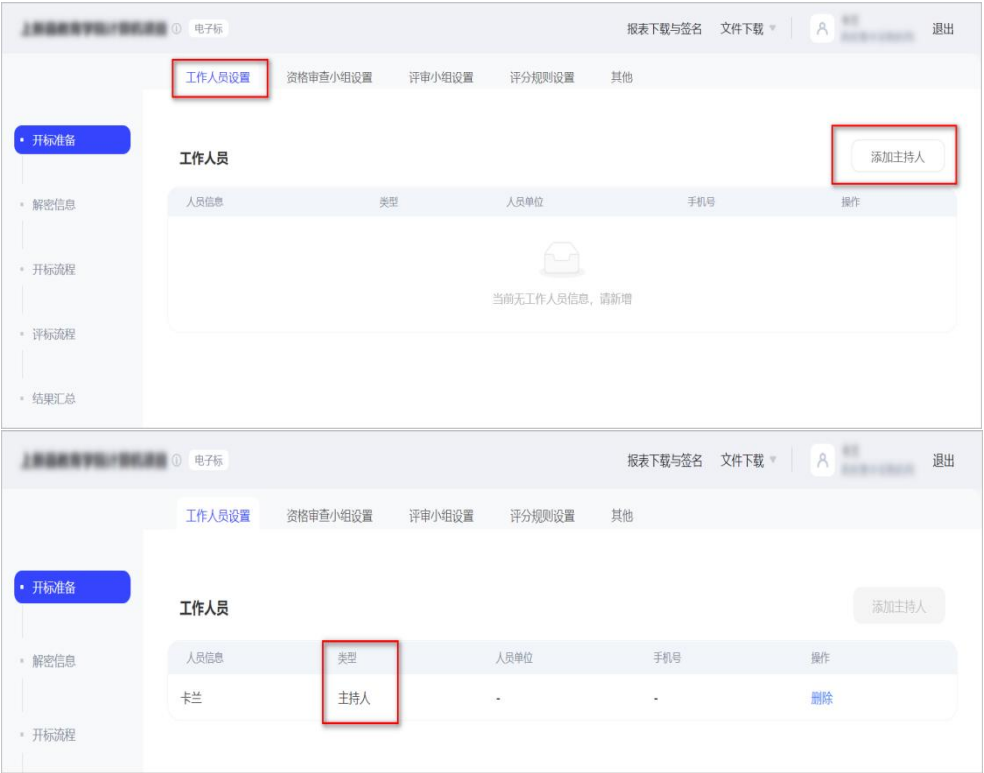 电子标 报表下载与签名 文件下载 退出
工作人员设置 资格审查小组设置 评审小组设置 评分规则设置 其他
开标准备
工作人员 添加主持人
解密信息
人员信息 类型 人员单位 手机号 操作
开标流程
当前无工作人员信息，请新增
评标流程
结果汇总
电子标 报表下载与签名 文件下载 退出
工作人员设置 资格审查小组设置 评审小组设置 评分规则设置 其他
开标准备
工作人员 添加主持人
解密信息
人员信息 类型 人员单位 手机号 操作
卡兰 主持人 - - 删除
开标流程